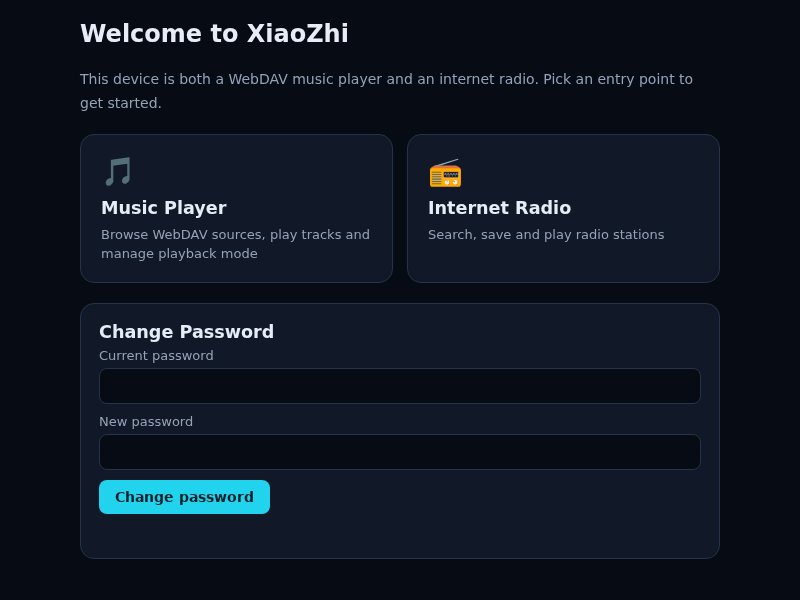 Welcome to XiaoZhi
This device is both a WebDAV music player and an internet radio. Pick an entry point to
get started.
Music Player
Browse WebDAV sources, play tracks and
manage playback mode
Internet Radio
Search, save and play radio stations
Change Password
Current password
New password
Change password